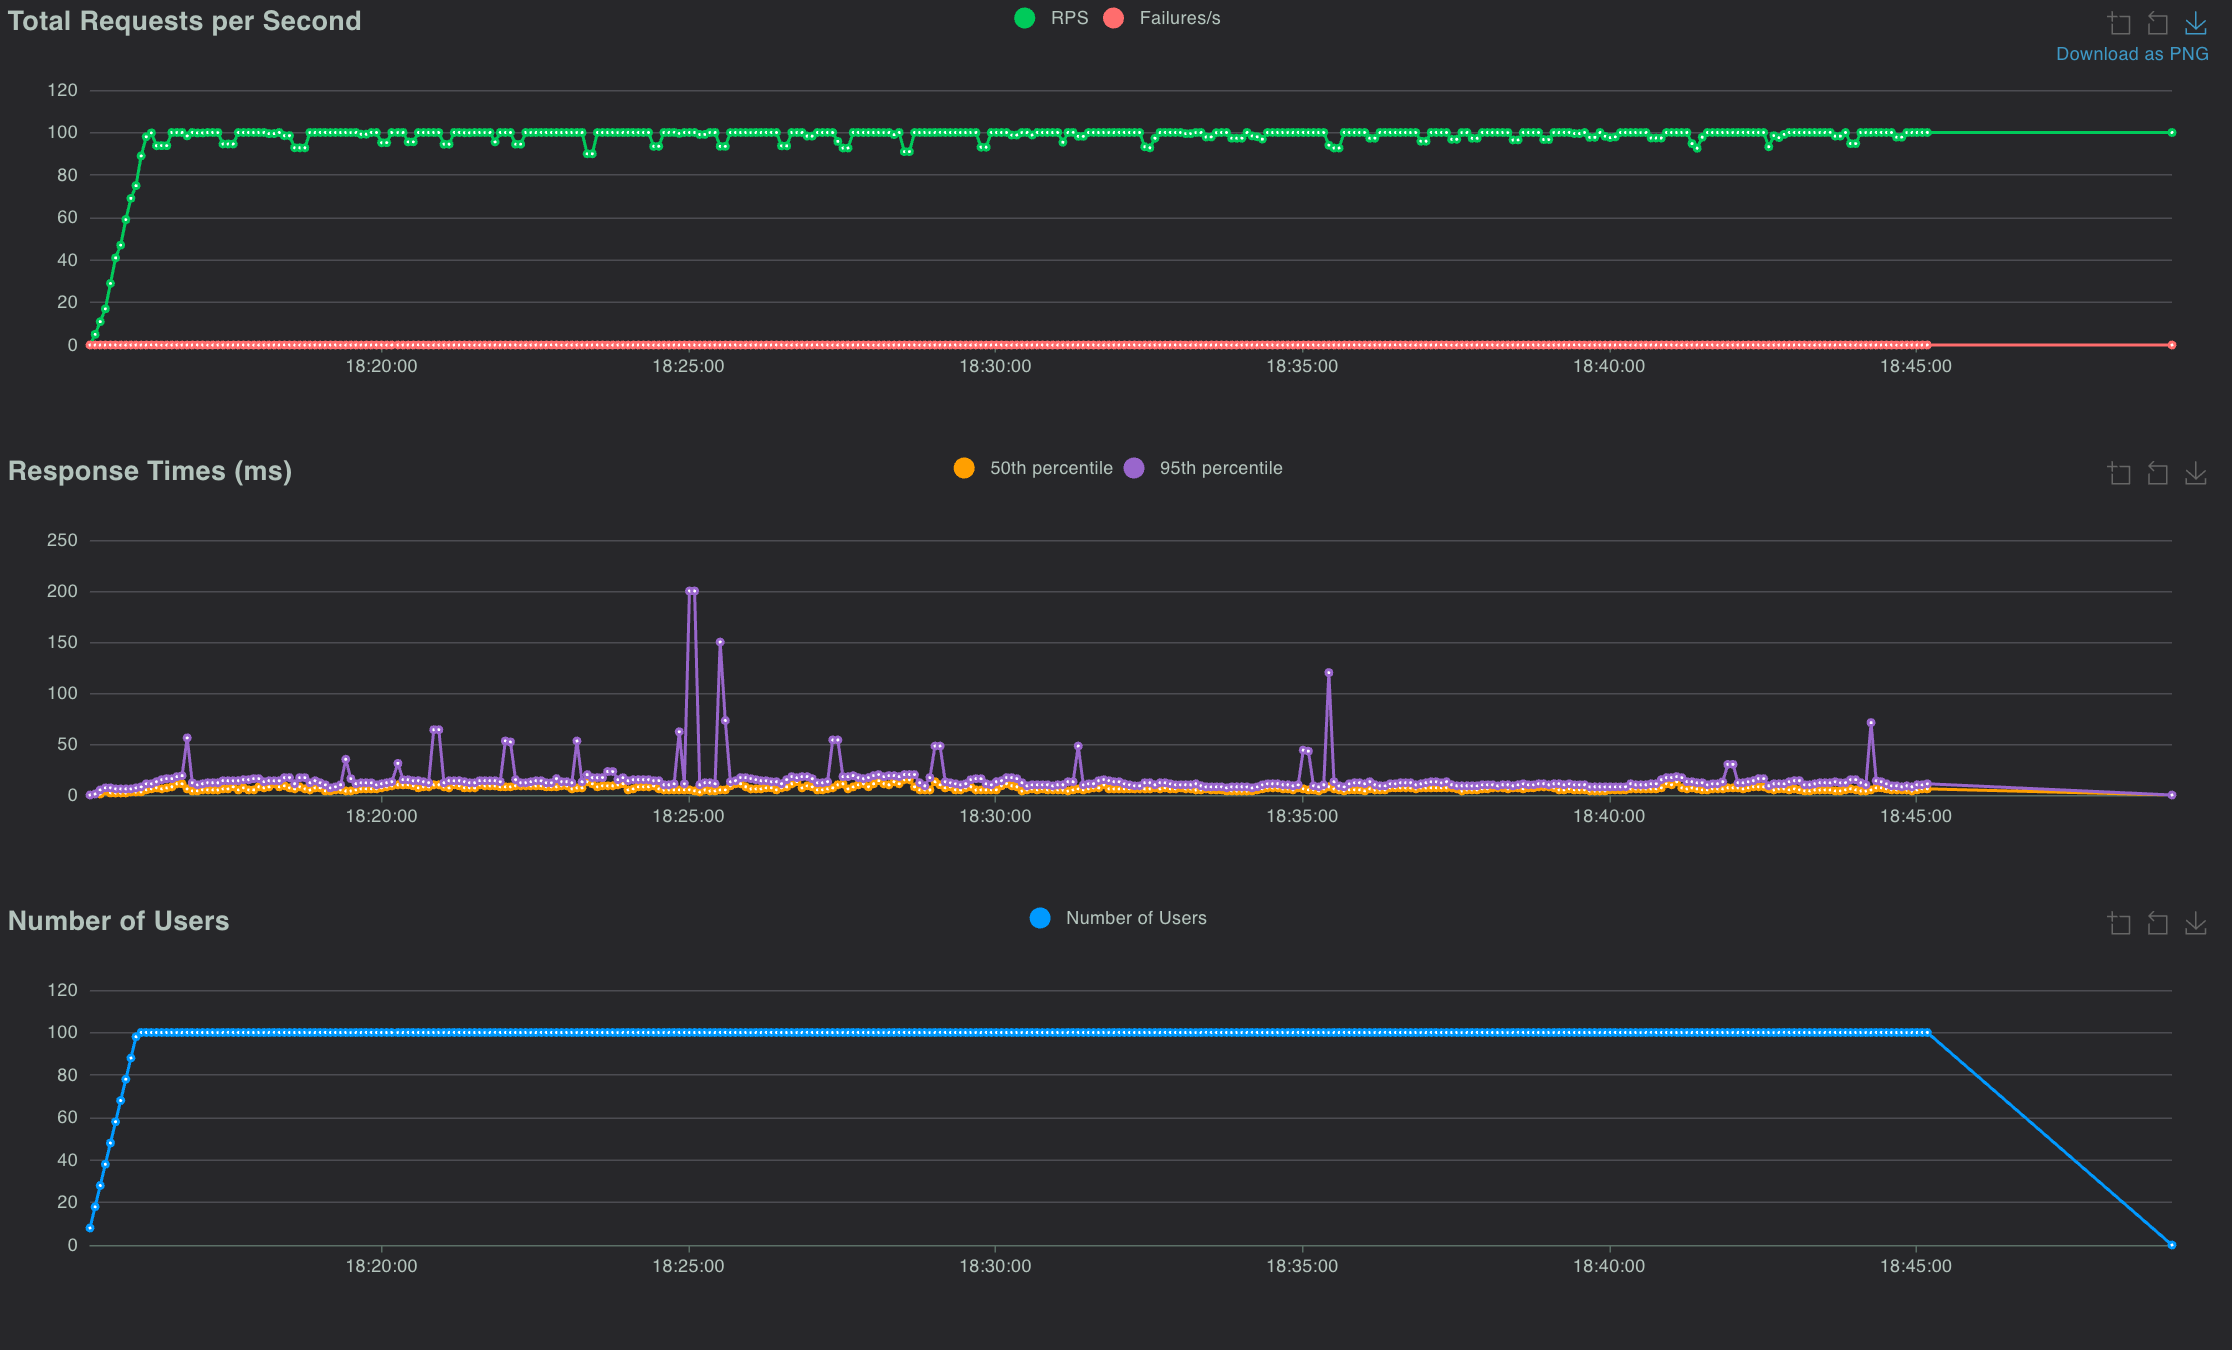 Total Requests per Second
RPS Failures/s
Download as PNG
120
100
80
60
40
20
0
18:20:00 18:25:00 18:30:00 18:35:00 18:40:00 18:45:00
Response Times (ms)
50th percentile 95th percentile
250
200
150
100
50
0
18:20:00 18:25:00 18:30:00 18:35:00 18:40:00 18:45:00
Number of Users
Number of Users
120
100
80
60
40
20
0
18:20:00 18:25:00 18:30:00 18:35:00 18:40:00 18:45:00